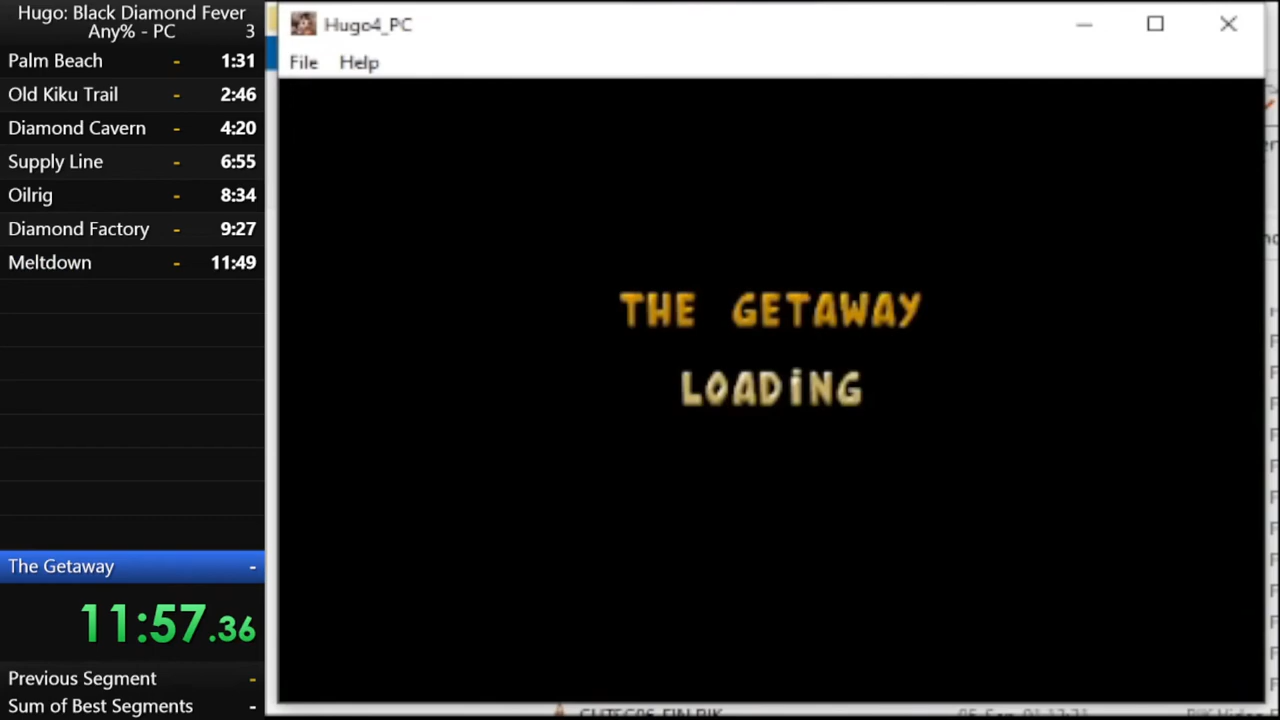 Hugo: Black Diamond Fever
Any% - PC 3
Palm Beach - 1:31
Old Kiku Trail - 2:46
Diamond Cavern - 4:20
Supply Line - 6:55
Oilrig - 8:34
Diamond Factory - 9:27
Meltdown - 11:49
The Getaway -
11:57.36
Previous Segment -
Sum of Best Segments -
Hugo4_PC
File Help
THE GETAWAY
LOADiNG